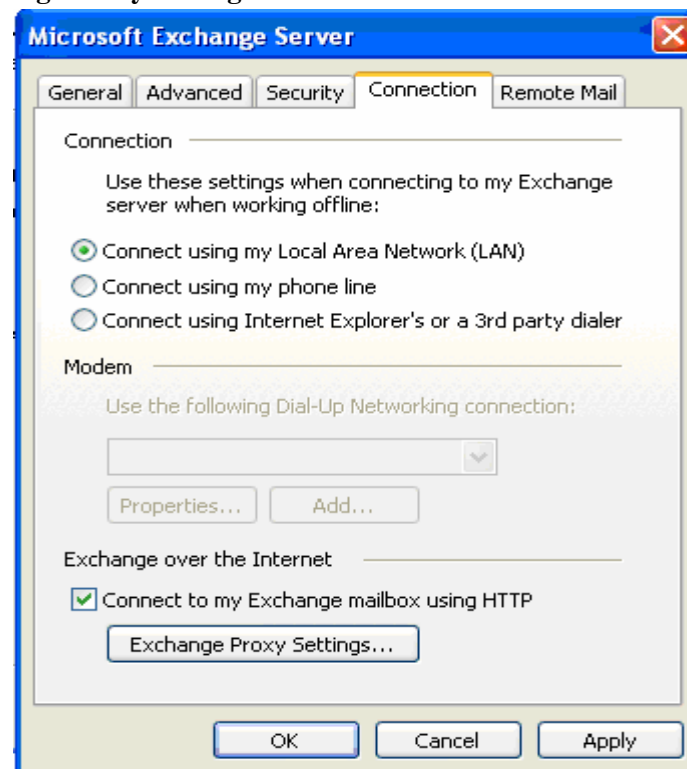 Microsoft Exchange Server
General Advanced Security Connection Remote Mail
Connection
Use these settings when connecting to my Exchange
server when working offline:
Connect using my Local Area Network (LAN)
Connect using my phone line
Connect using Internet Explorer's or a 3rd party dialer
Modem
Use the following Dial-Up Networking connection:
Properties... Add...
Exchange over the Internet
Connect to my Exchange mailbox using HTTP
Exchange Proxy Settings...
OK Cancel Apply